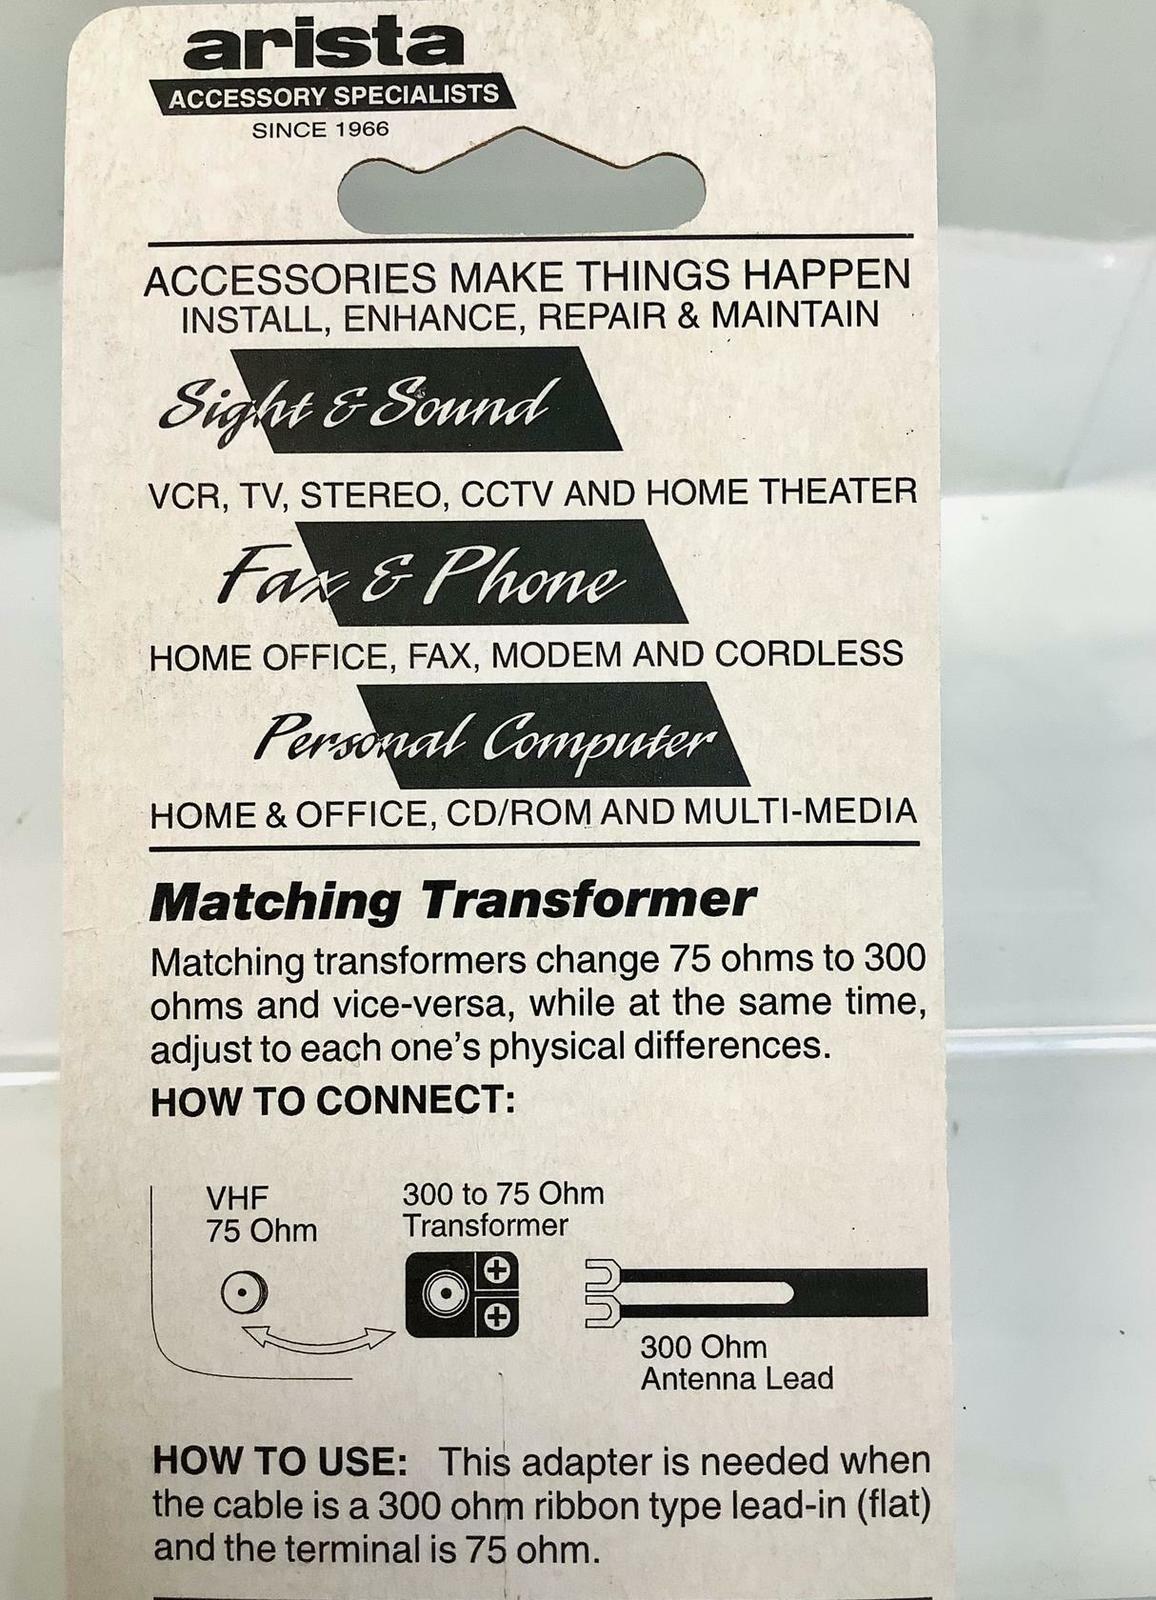 arista
ACCESSORY SPECIALISTS
SINCE 1966
ACCESSORIES MAKE THINGS HAPPEN
INSTALL, ENHANCE, REPAIR & MAINTAIN
Sight & Sound
VCR, TV, STEREO, CCTV AND HOME THEATER
Fax & Phone
HOME OFFICE, FAX, MODEM AND CORDLESS
Personal Computer
HOME & OFFICE, CD/ROM AND MULTI-MEDIA
Matching Transformer
Matching transformers change 75 ohms to 300
ohms and vice-versa, while at the same time,
adjust to each one's physical differences.
HOW TO CONNECT:
VHF
75 Ohm
300 to 75 Ohm
Transformer
300 Ohm
Antenna Lead
HOW TO USE: This adapter is needed when
the cable is a 300 ohm ribbon type lead-in (flat)
and the terminal is 75 ohm.